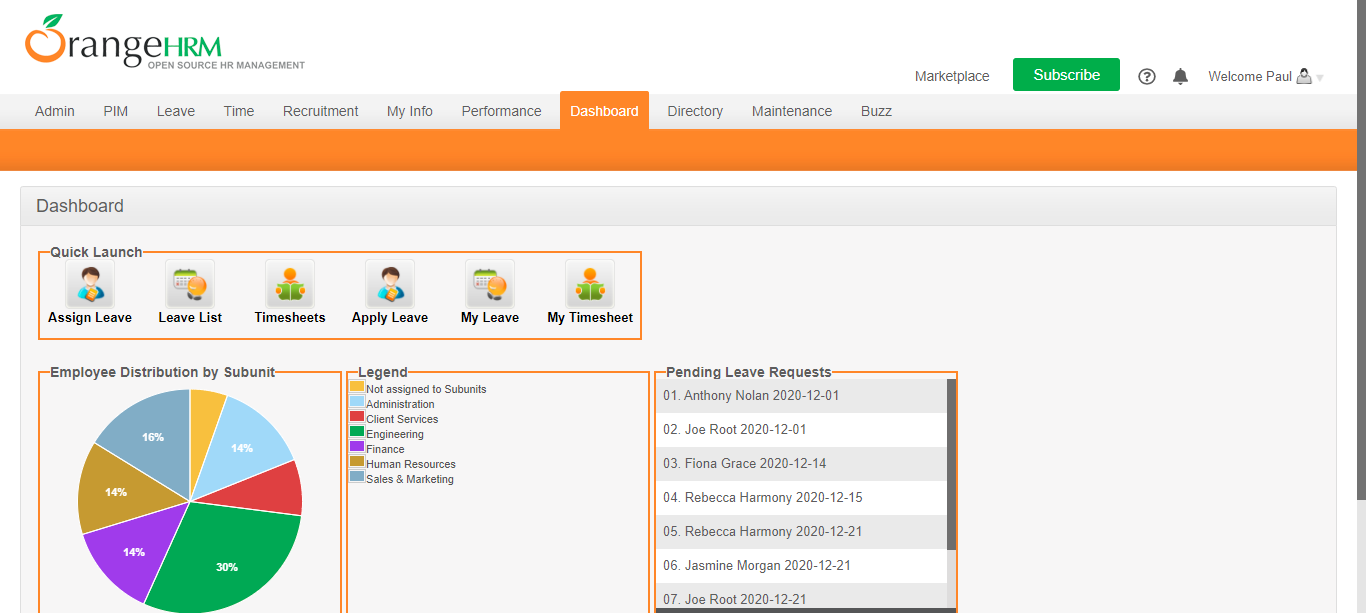 OrangeHRM
OPEN SOURCE HR MANAGEMENT
Marketplace Subscribe ? Welcome Paul
Admin PIM Leave Time Recruitment My Info Performance Dashboard Directory Maintenance Buzz
Dashboard
Quick Launch
Assign Leave Leave List Timesheets Apply Leave My Leave My Timesheet
Employee Distribution by Subunit
16%
14%
14%
14%
30%
Legend
Not assigned to Subunits
Administration
Client Services
Engineering
Finance
Human Resources
Sales & Marketing
Pending Leave Requests
01. Anthony Nolan 2020-12-01
02. Joe Root 2020-12-01
03. Fiona Grace 2020-12-14
04. Rebecca Harmony 2020-12-15
05. Rebecca Harmony 2020-12-21
06. Jasmine Morgan 2020-12-21
07. Joe Root 2020-12-21